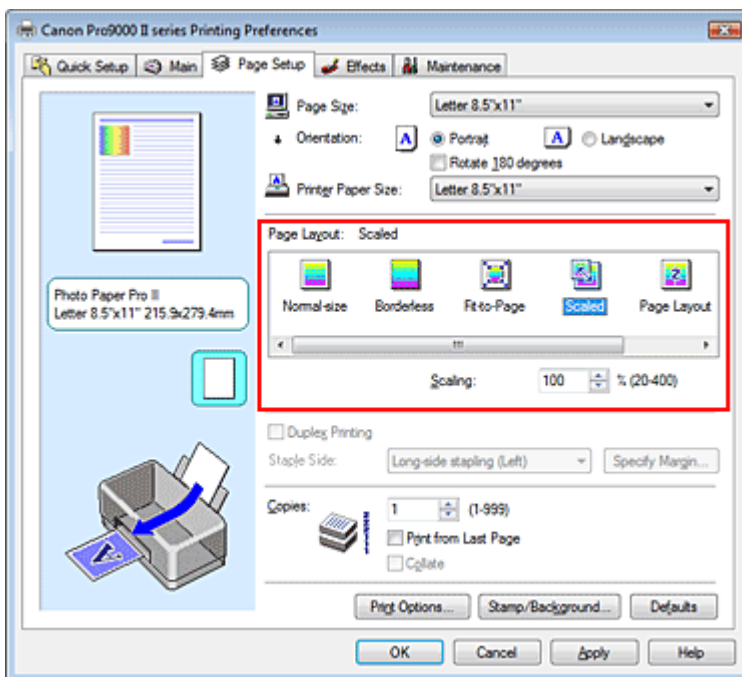 Canon Pro9000 II series Printing Preferences
Quick Setup Main Page Setup Effects Maintenance
Page Size: Letter 8.5"x11"
Orientation: A Portrait A Landscape
Rotate 180 degrees
Printer Paper Size: Letter 8.5"x11"
Page Layout: Scaled
Normal-size Borderless Fit-to-Page Scaled Page Layout
Scaling: 100 % (20-400)
Photo Paper Pro II
Letter 8.5"x11" 215.9x279.4mm
Duplex Printing
Staple Side: Long-side stapling (Left) Specify Margin...
Copies: 1 (1-999)
Print from Last Page
Collate
Print Options... Stamp/Background... Defaults
OK Cancel Apply Help